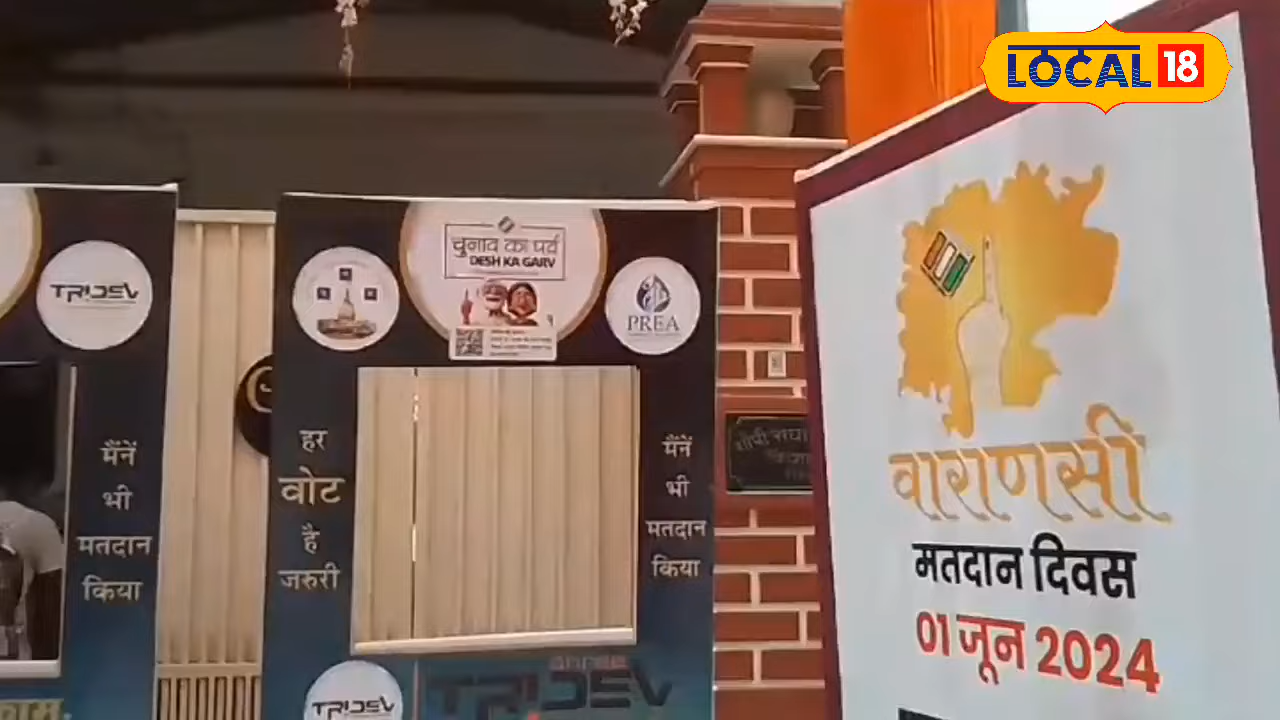 LOCAL 18
TRIDEV
मैंनें
भी
मतदान
किया
हर
वोट
है
जरुरी
चुनाव का पर्व
DESH KA GARV
PREA
मैंनें
भी
मतदान
किया
TRIDEV
SHREE
TRIDEV
वाराणसी
मतदान दिवस
01 जून 2024